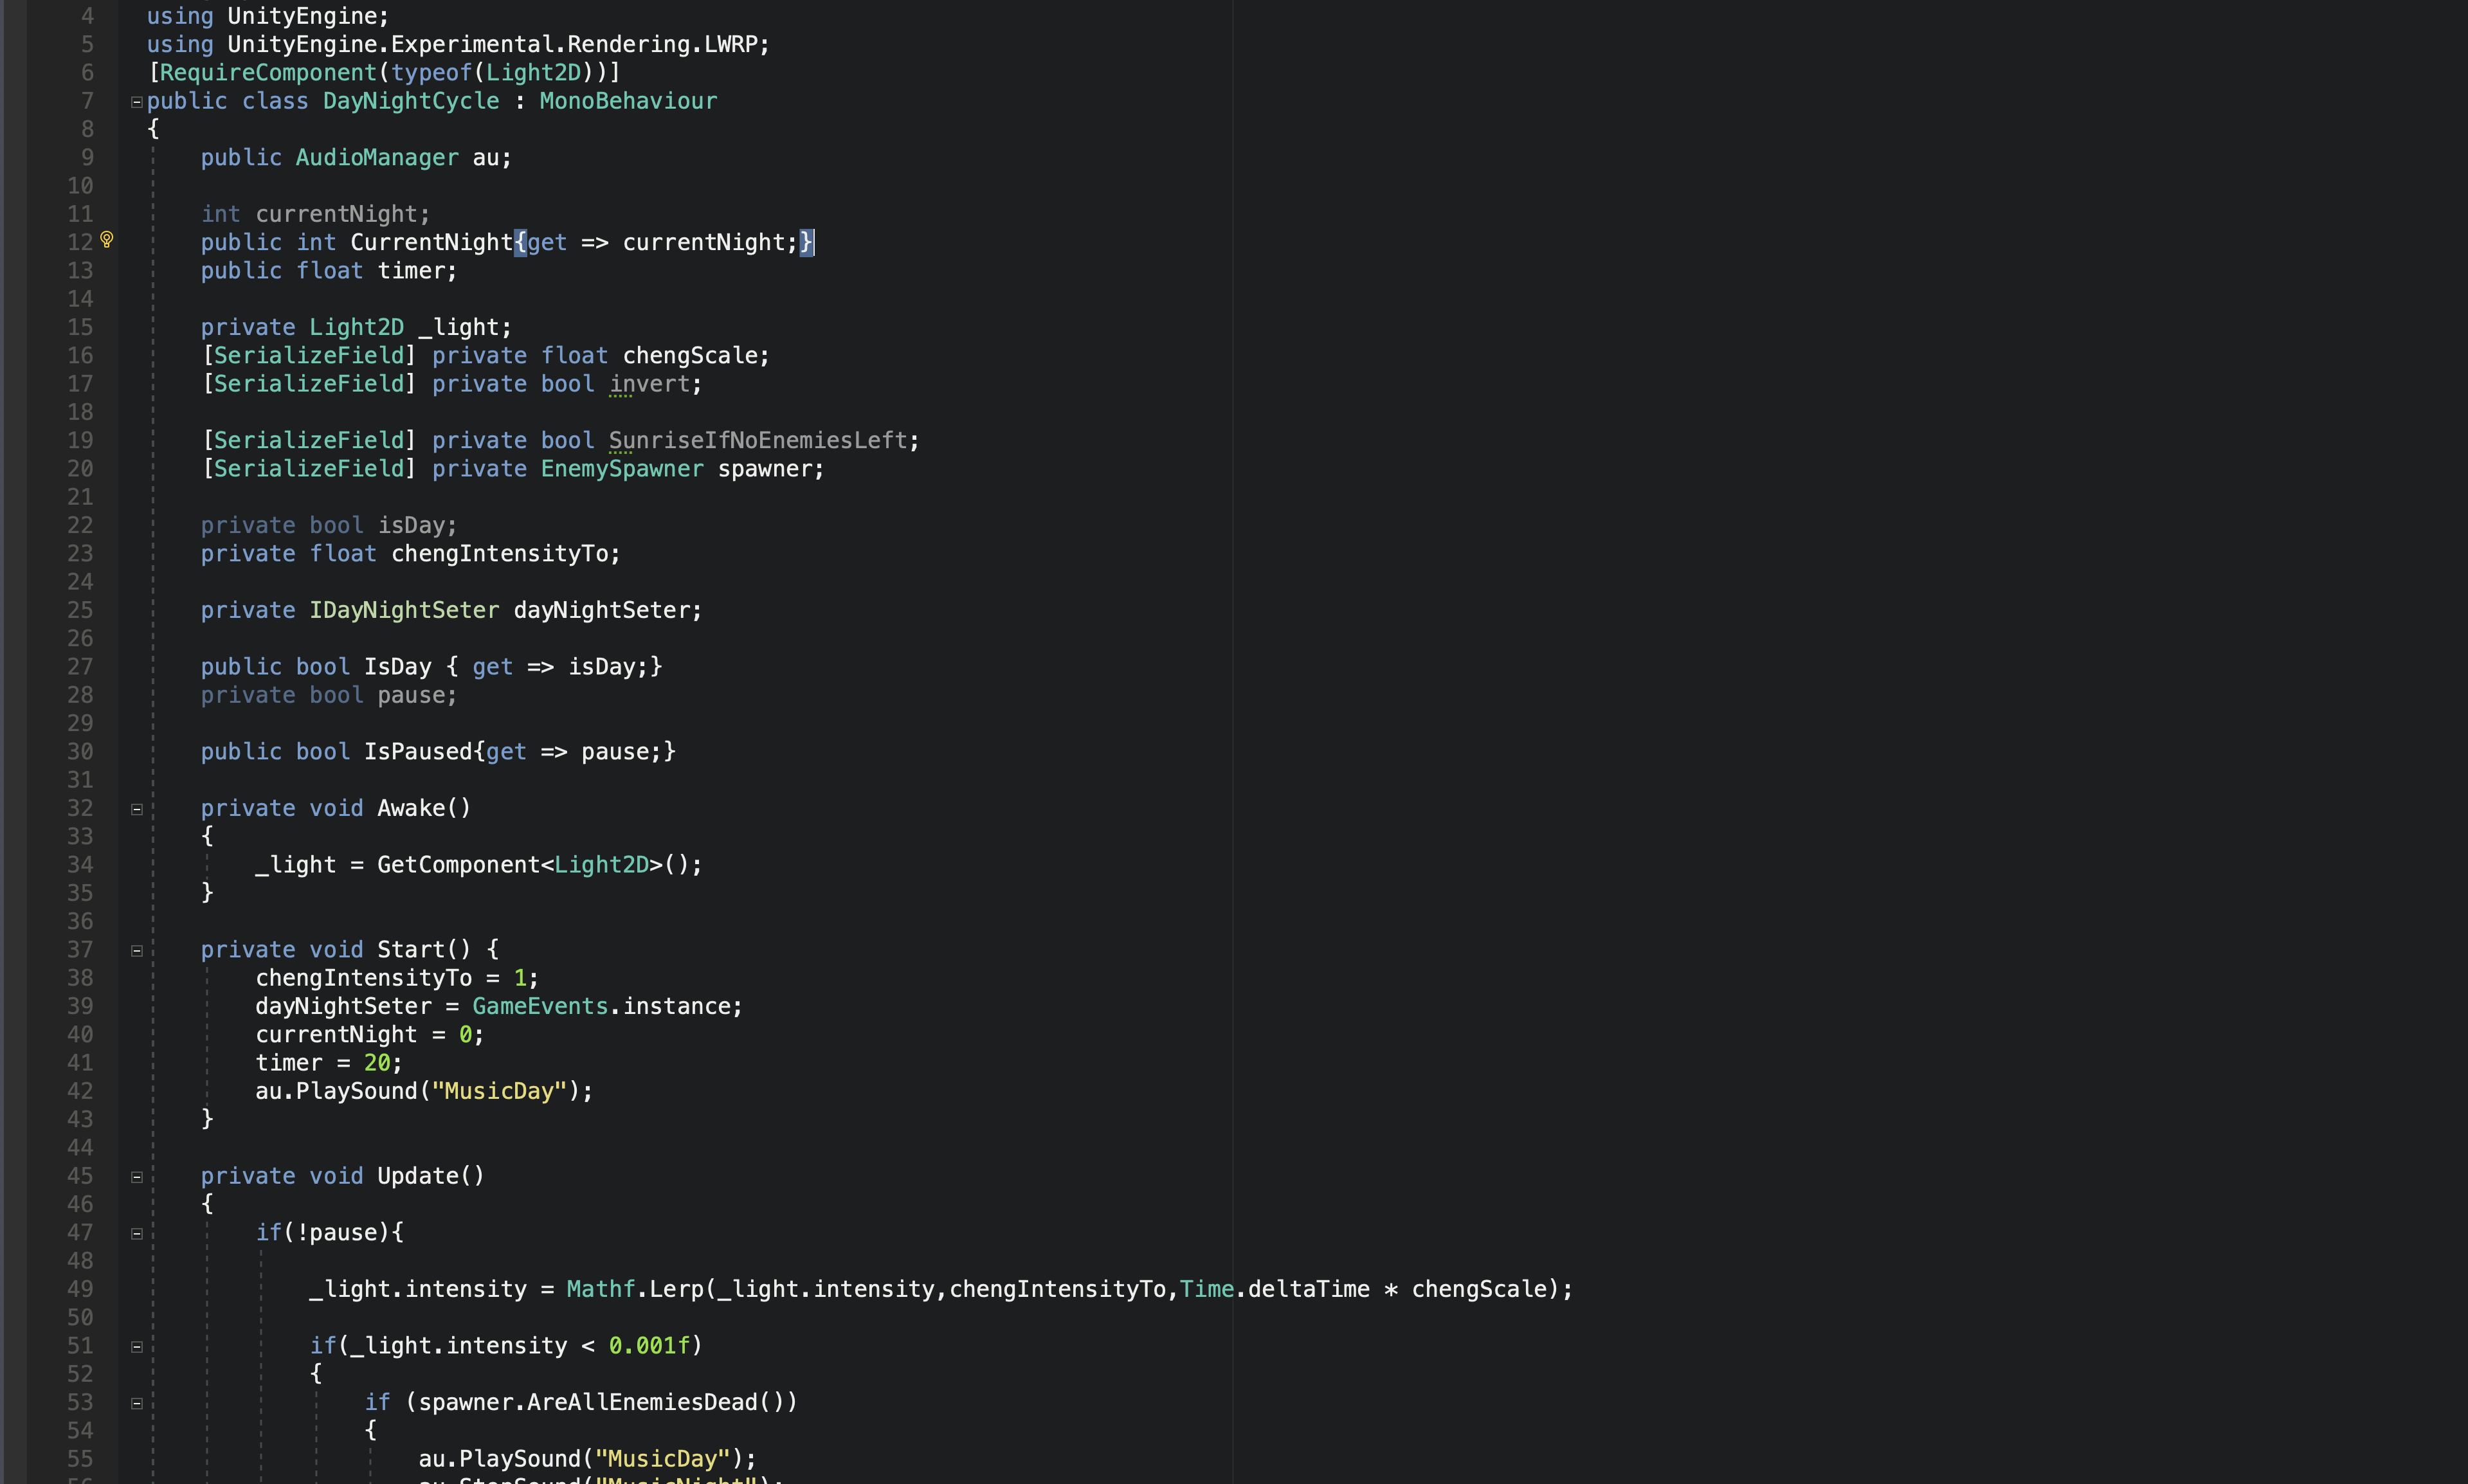 4 using UnityEngine;
5 using UnityEngine.Experimental.Rendering.LWRP;
6 [RequireComponent(typeof(Light2D))]
7 public class DayNightCycle : MonoBehaviour
8 {
9 public AudioManager au;
10
11 int currentNight;
12 public int CurrentNight{get => currentNight;}
13 public float timer;
14
15 private Light2D _light;
16 [SerializeField] private float chengScale;
17 [SerializeField] private bool invert;
18
19 [SerializeField] private bool SunriseIfNoEnemiesLeft;
20 [SerializeField] private EnemySpawner spawner;
21
22 private bool isDay;
23 private float chengIntensityTo;
24
25 private IDayNightSeter dayNightSeter;
26
27 public bool IsDay { get => isDay;}
28 private bool pause;
29
30 public bool IsPaused{get => pause;}
31
32 private void Awake()
33 {
34 _light = GetComponent<Light2D>();
35 }
36
37 private void Start() {
38 chengIntensityTo = 1;
39 dayNightSeter = GameEvents.instance;
40 currentNight = 0;
41 timer = 20;
42 au.PlaySound("MusicDay");
43 }
44
45 private void Update()
46 {
47 if(!pause){
48
49 _light.intensity = Mathf.Lerp(_light.intensity,chengIntensityTo,Time.deltaTime * chengScale);
50
51 if(_light.intensity < 0.001f)
52 {
53 if (spawner.AreAllEnemiesDead())
54 {
55 au.PlaySound("MusicDay");
56 au.StopSound("MusicNight");